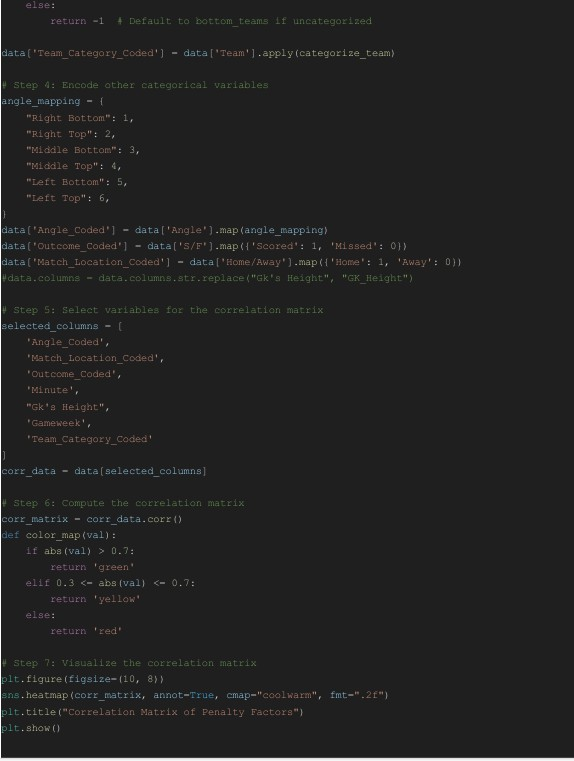 else:
        return -1  # Default to bottom_teams if uncategorized
data['Team_Category_Coded'] = data['Team'].apply(categorize_team)
# Step 4: Encode other categorical variables
angle_mapping = {
    "Right Bottom": 1,
    "Right Top": 2,
    "Middle Bottom": 3,
    "Middle Top": 4,
    "Left Bottom": 5,
    "Left Top": 6,
}
data['Angle_Coded'] = data['Angle'].map(angle_mapping)
data['Outcome_Coded'] = data['S/F'].map({'Scored': 1, 'Missed': 0})
data['Match_Location_Coded'] = data['Home/Away'].map({'Home': 1, 'Away': 0})
#data.columns = data.columns.str.replace("Gk's Height", "GK_Height")
# Step 5: Select variables for the correlation matrix
selected_columns = [
    'Angle_Coded',
    'Match_Location_Coded',
    'Outcome_Coded',
    'Minute',
    "Gk's Height",
    'Gameweek',
    'Team_Category_Coded'
]
corr_data = data[selected_columns]
# Step 6: Compute the correlation matrix
corr_matrix = corr_data.corr()
def color_map(val):
    if abs(val) > 0.7:
        return 'green'
    elif 0.3 <= abs(val) <= 0.7:
        return 'yellow'
    else:
        return 'red'
# Step 7: Visualize the correlation matrix
plt.figure(figsize=(10, 8))
sns.heatmap(corr_matrix, annot=True, cmap="coolwarm", fmt=".2f")
plt.title("Correlation Matrix of Penalty Factors")
plt.show()